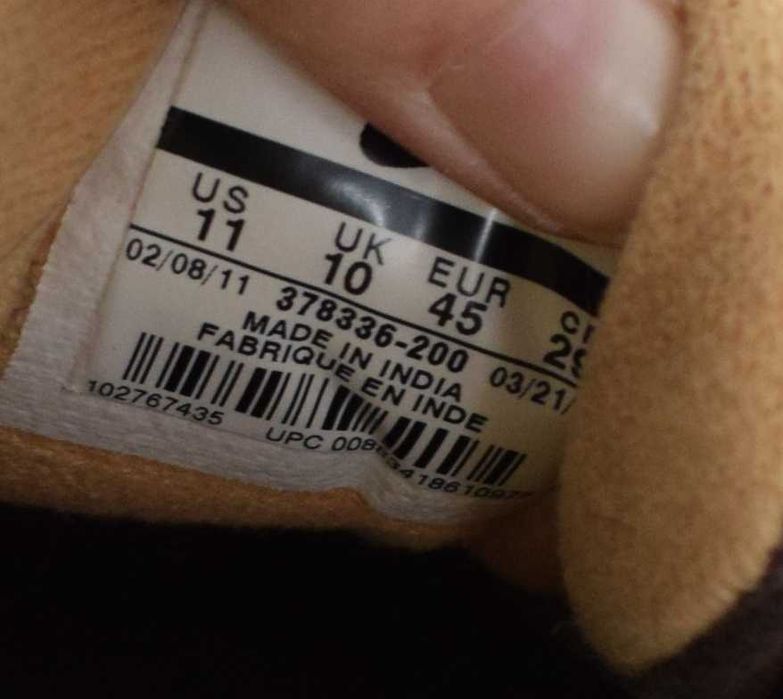 US UK EUR
11 10 45
02/08/11 378336-200 03/21/
MADE IN INDIA
FABRIQUE EN INDE
102767435
UPC